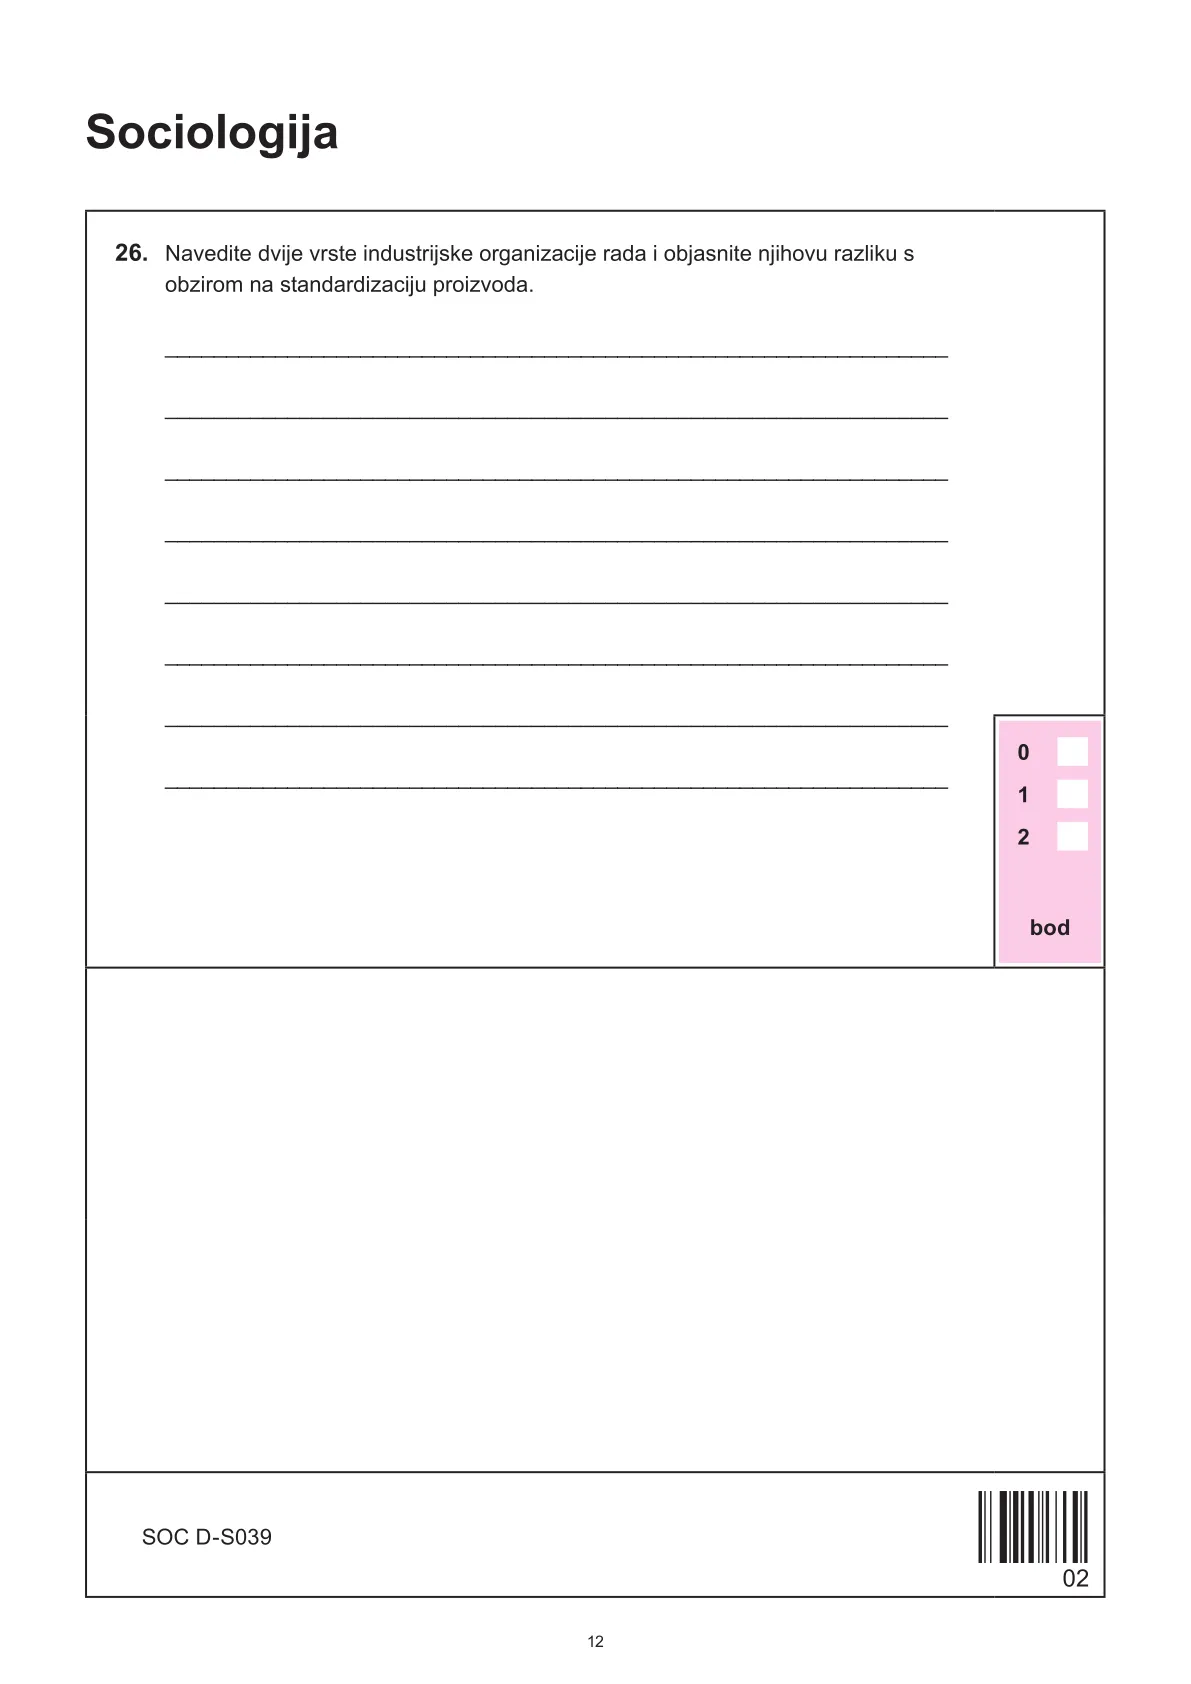 Sociologija
26. Navedite dvije vrste industrijske organizacije rada i objasnite njihovu razliku s
obzirom na standardizaciju proizvoda.
0
1
2
bod
SOC D-S039
02
12